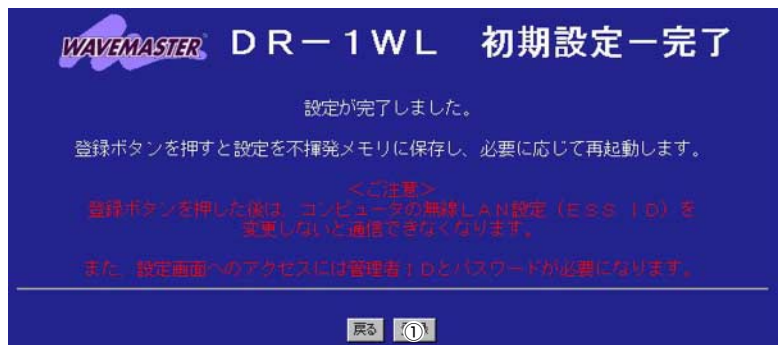 WAVEMASTER DR-1WL 初期設定－完了
設定が完了しました。
登録ボタンを押すと設定を不揮発メモリに保存し、必要に応じて再起動します。
<ご注意>
登録ボタンを押した後は、コンピュータの無線LAN設定（ESS ID）を
変更しないと通信できなくなります。
また、設定画面へのアクセスには管理者IDとパスワードが必要になります。
戻る ①